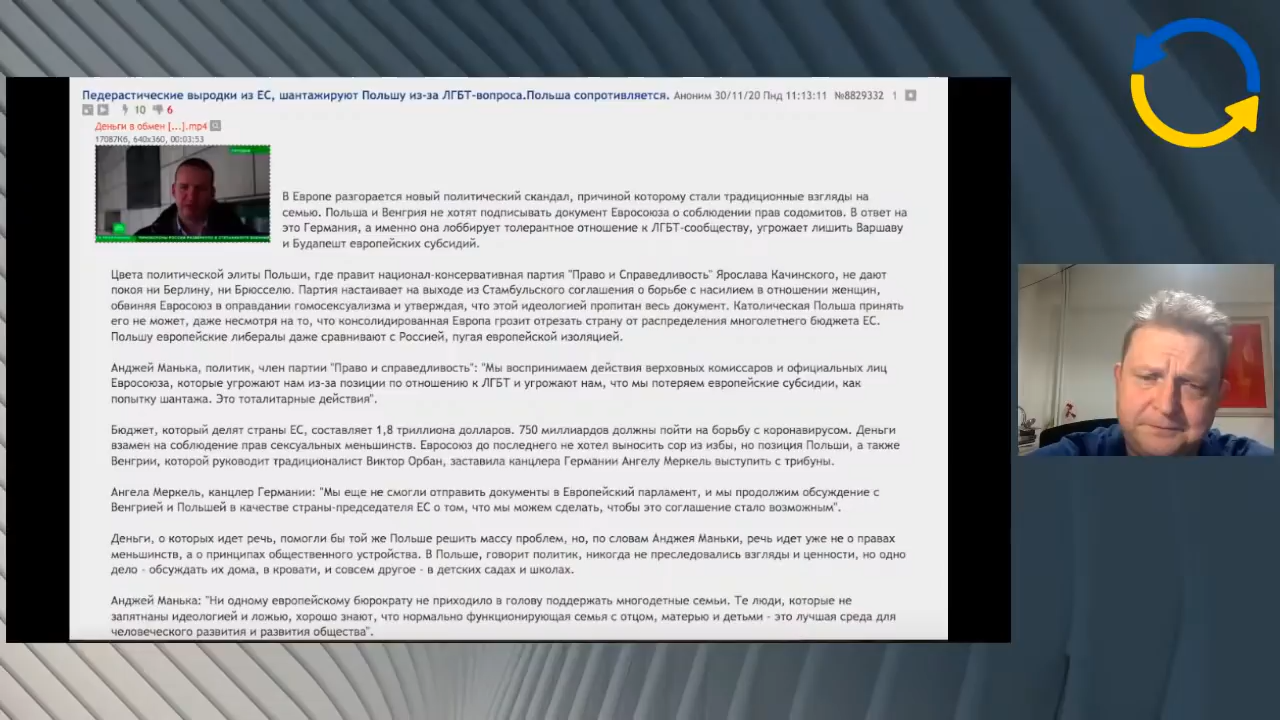 Педерастические выродки из ЕС, шантажируют Польшу из-за ЛГБТ-вопроса.Польша сопротивляется. Аноним 30/11/20 Пнд 11:13:11 №8829332 1
10 6
Деньги в обмен [...].mp4
17087Кб, 640x360, 00:03:53
В Европе разгорается новый политический скандал, причиной которому стали традиционные взгляды на
семью. Польша и Венгрия не хотят подписывать документ Евросоюза о соблюдении прав содомитов. В ответ на
это Германия, а именно она лоббирует толерантное отношение к ЛГБТ-сообществу, угрожает лишить Варшаву
и Будапешт европейских субсидий.
Цвета политической элиты Польши, где правит национал-консервативная партия "Право и Справедливость" Ярослава Качинского, не дают
покоя ни Берлину, ни Брюсселю. Партия настаивает на выходе из Стамбульского соглашения о борьбе с насилием в отношении женщин,
обвиняя Евросоюз в оправдании гомосексуализма и утверждая, что этой идеологией пропитан весь документ. Католическая Польша принять
его не может, даже несмотря на то, что консолидированная Европа грозит отрезать страну от распределения многолетнего бюджета ЕС.
Польшу европейские либералы даже сравнивают с Россией, пугая европейской изоляцией.
Анджей Манька, политик, член партии "Право и справедливость": "Мы воспринимаем действия верховных комиссаров и официальных лиц
Евросоюза, которые угрожают нам из-за позиции по отношению к ЛГБТ и угрожают нам, что мы потеряем европейские субсидии, как
попытку шантажа. Это тоталитарные действия".
Бюджет, который делят страны ЕС, составляет 1,8 триллиона долларов. 750 миллиардов должны пойти на борьбу с коронавирусом. Деньги
взамен на соблюдение прав сексуальных меньшинств. Евросоюз до последнего не хотел выносить сор из избы, но позиция Польши, а также
Венгрии, которой руководит традиционалист Виктор Орбан, заставила канцлера Германии Ангелу Меркель выступить с трибуны.
Ангела Меркель, канцлер Германии: "Мы еще не смогли отправить документы в Европейский парламент, и мы продолжим обсуждение с
Венгрией и Польшей в качестве страны-председателя ЕС о том, что мы можем сделать, чтобы это соглашение стало возможным".
Деньги, о которых идет речь, помогли бы той же Польше решить массу проблем, но, по словам Анджея Маньки, речь идет уже не о правах
меньшинств, а о принципах общественного устройства. В Польше, говорит политик, никогда не преследовались взгляды и ценности, но одно
дело - обсуждать их дома, в кровати, и совсем другое - в детских садах и школах.
Анджей Манька: "Ни одному европейскому бюрократу не приходило в голову поддержать многодетные семьи. Те люди, которые не
запятнаны идеологией и ложью, хорошо знают, что нормально функционирующая семья с отцом, матерью и детьми - это лучшая среда для
человеческого развития и развития общества".